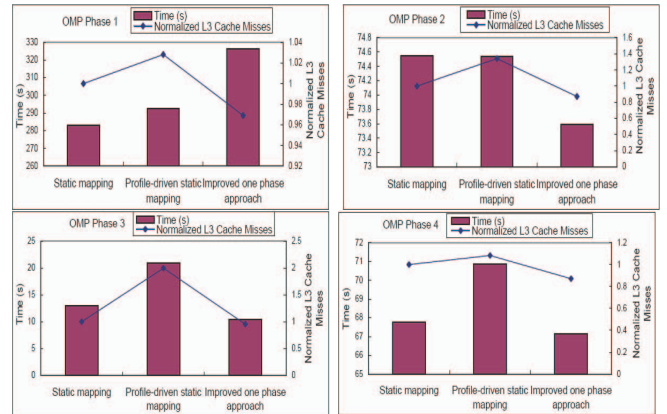 OMP Phase 1
Time (s)
Normalized L3 Cache Misses
330
320
310
300
290
280
270
260
Time (s)
1.04
1.02
1
0.98
0.96
0.94
0.92
Normalized L3
Cache Misses
Static mapping
Profile-driven static
mapping
Improved one phase
approach
OMP Phase 2
Time (s)
Normalized L3 Cache Misses
74.8
74.6
74.4
74.2
74
73.8
73.6
73.4
73.2
73
Time (s)
1.6
1.4
1.2
1
0.8
0.6
0.4
0.2
0
Normalized L3 Cache
Misses
Static mapping
Profile-driven static
mapping
Improved one phase
approach
OMP Phase 3
Time (s)
Normalized L3 Cache Misses
25
20
15
10
5
0
Time (s)
2.5
2
1.5
1
0.5
0
Normalized L3 Cache
Misses
Static mapping
Profile-driven static
mapping
Improved one phase
approach
OMP Phase 4
Time (s)
Normalized L3 Cache Misses
72
71
70
69
68
67
66
65
Time (s)
1.2
1
0.8
0.6
0.4
0.2
0
Normalized L3 Cache
Misses
Static mapping
Profile-driven static
mapping
Improved one phase
approach